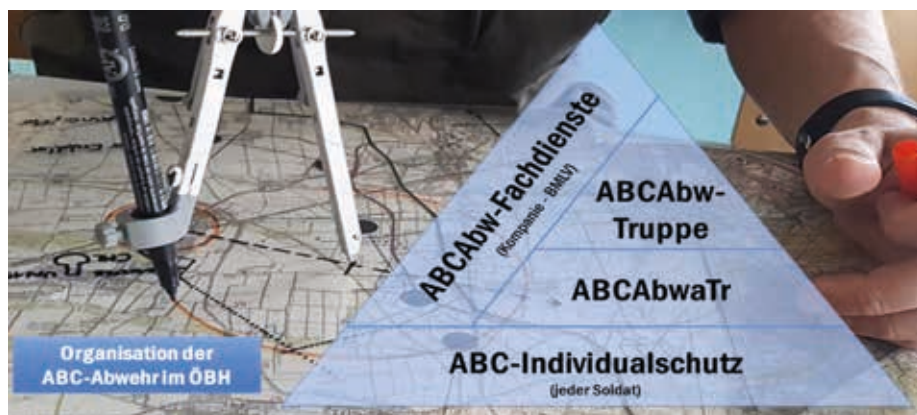 ABCAbw-Fachdienste
(Kompanie - BMLV)
ABCAbw-
Truppe
ABCAbwaTr
ABC-Individualschutz
(jeder Soldat)
Organisation der
ABC-Abwehr im ÖBH